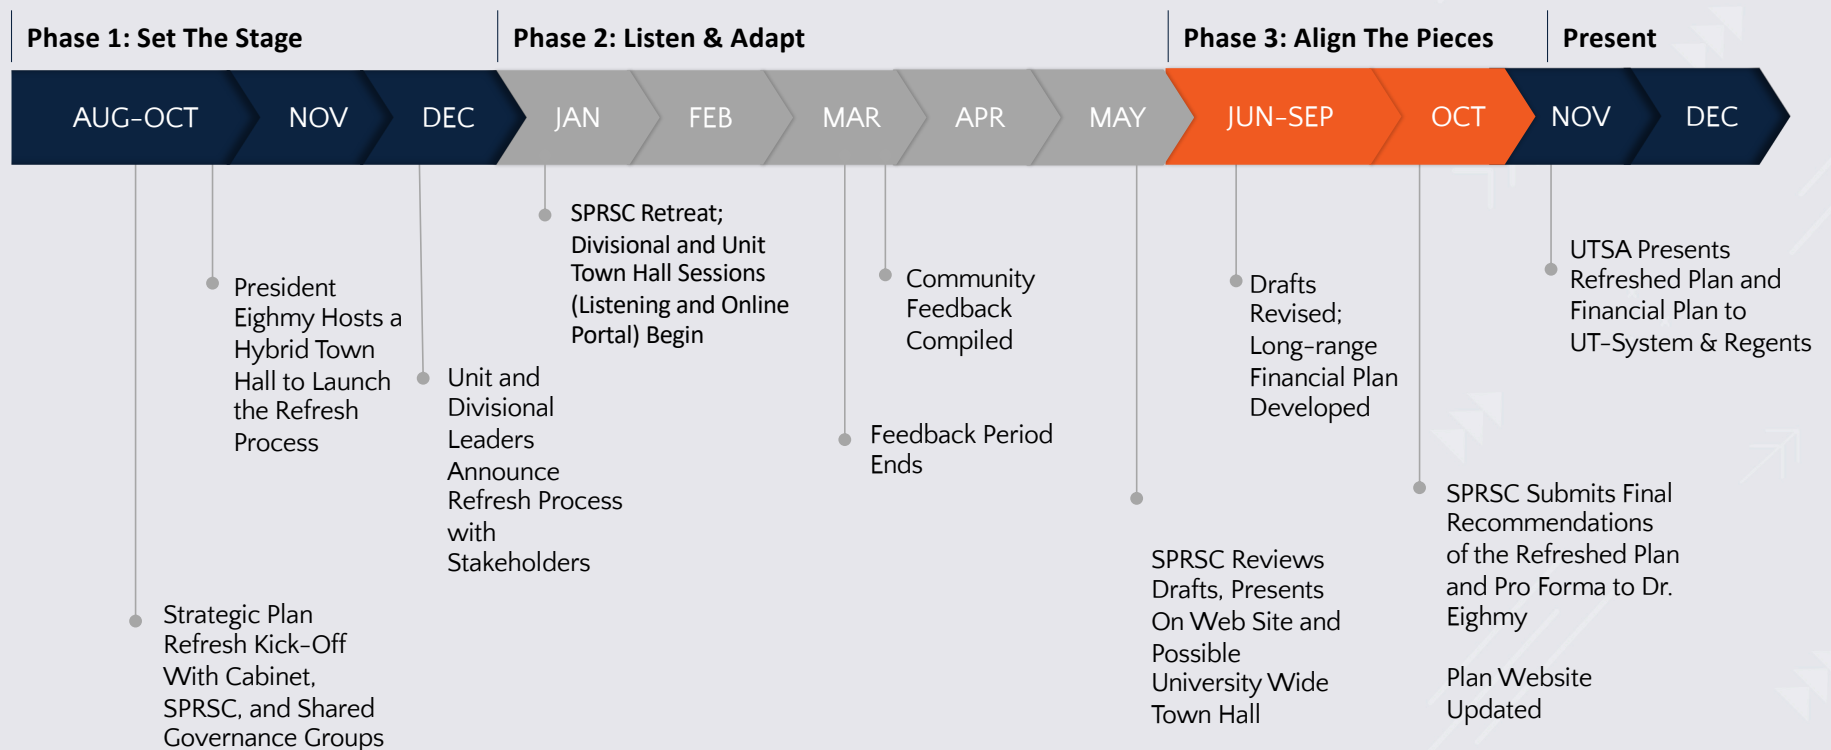 Phase 1: Set The Stage
Phase 2: Listen & Adapt
Phase 3: Align The Pieces
Present
AUG-OCT
NOV
DEC
JAN
FEB
MAR
APR
MAY
JUN-SEP
OCT
NOV
DEC
Strategic Plan
Refresh Kick-Off
With Cabinet,
SPRSC, and Shared
Governance Groups
President
Eighmy Hosts a
Hybrid Town
Hall to Launch
the Refresh
Process
Unit and
Divisional
Leaders
Announce
Refresh Process
with
Stakeholders
SPRSC Retreat;
Divisional and Unit
Town Hall Sessions
(Listening and Online
Portal) Begin
Feedback Period
Ends
Community
Feedback
Compiled
SPRSC Reviews
Drafts, Presents
On Web Site and
Possible
University Wide
Town Hall
Drafts
Revised;
Long-range
Financial Plan
Developed
SPRSC Submits Final
Recommendations
of the Refreshed Plan
and Pro Forma to Dr.
Eighmy
Plan Website
Updated
UTSA Presents
Refreshed Plan and
Financial Plan to
UT-System & Regents